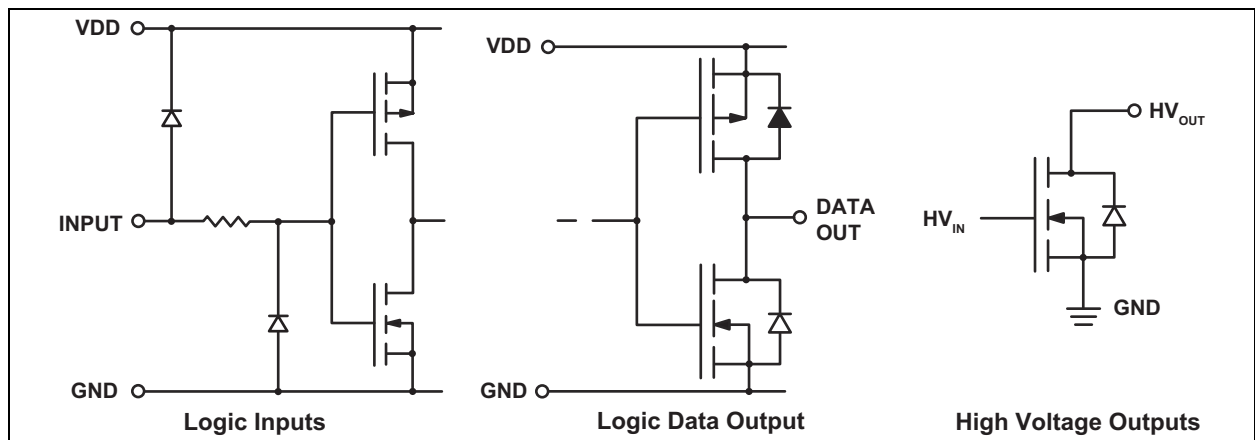 VDD
INPUT
GND
Logic Inputs
VDD
DATA
OUT
GND
Logic Data Output
HVOUT
HVIN
GND
High Voltage Outputs